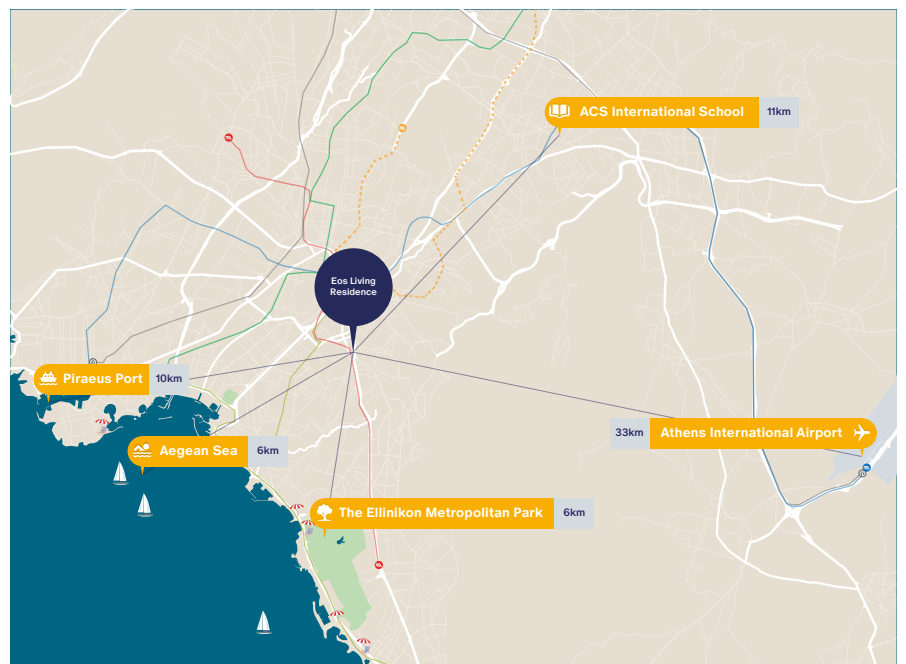 ACS International School
11km
Eos Living
Residence
Piraeus Port
10km
33km
Athens International Airport
Aegean Sea
6km
The Ellinikon Metropolitan Park
6km